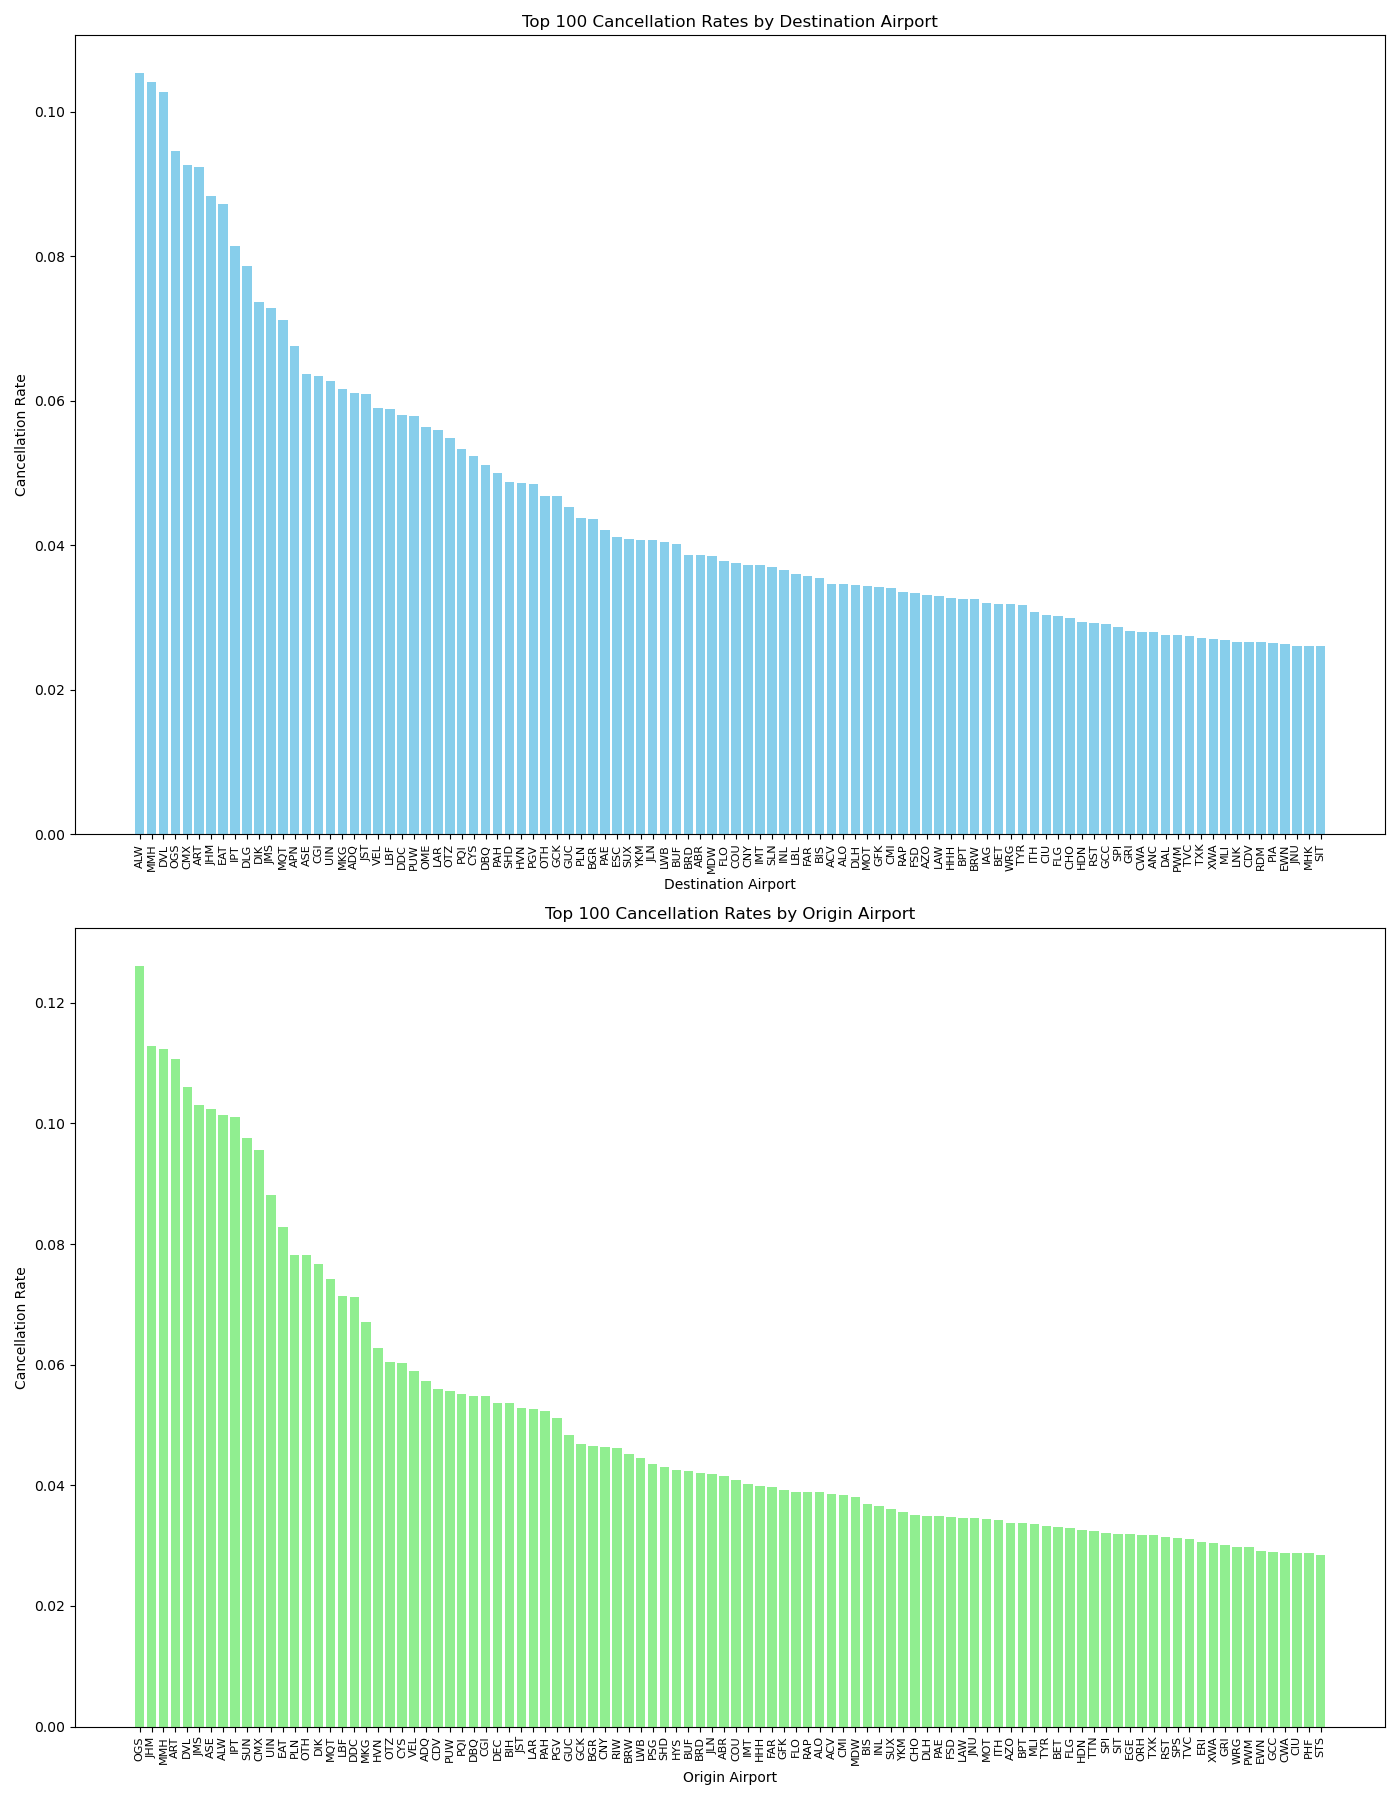 Top 100 Cancellation Rates by Destination Airport
Cancellation Rate
0.10
0.08
0.06
0.04
0.02
0.00
ALW MMH DVL OGS CMX ART JHM EAT IPT DLG DIK JMS MQT APN ASE CGI UIN MKG ADQ JST VEL LBF DDC PUW OME LAR OTZ PQI CYS DBQ PAH SHD HVN PGV OTH GCK GUC PLN BGR PAE ESC SUX YKM JLN LWB BUF BRD ABR MDW FLO COU CNY IMT SLN INL LBL FAR BIS ACV ALO DLH MOT GFK CMI RAP FSD AZO LAW HHH BPT BRW IAG BET WRG TYR ITH CIU FLG CHO HDN RST GCC SPI GRI CWA ANC DAL PWM TVC TXK XWA MLI LNK CDV RDM PIA EWN JNU MHK SIT
Destination Airport
Top 100 Cancellation Rates by Origin Airport
Cancellation Rate
0.12
0.10
0.08
0.06
0.04
0.02
0.00
OGS JHM MMH ART DVL JMS ASE ALW IPT SUN CMX UIN EAT PLN OTH DIK MQT LBF DDC MKG HVN OTZ CYS VEL ADQ CDV PUW PQI DBQ CGI DEC BIH JST LAR PAH PGV GUC GCK BGR CNY RIW BRW LWB PSG SHD HYS BUF BRD JLN ABR COU IMT HHH FAR GFK FLO RAP ALO ACV CMI MDW BIS INL SUX YKM CHO DLH PAE FSD LAW JNU MOT ITH AZO BPT MLI TYR BET FLG HDN TTN SPI SIT EGE ORH TXK RST SPS TVC ERI XWA GRI WRG PWM EWN GCC CWA CIU PHF STS
Origin Airport